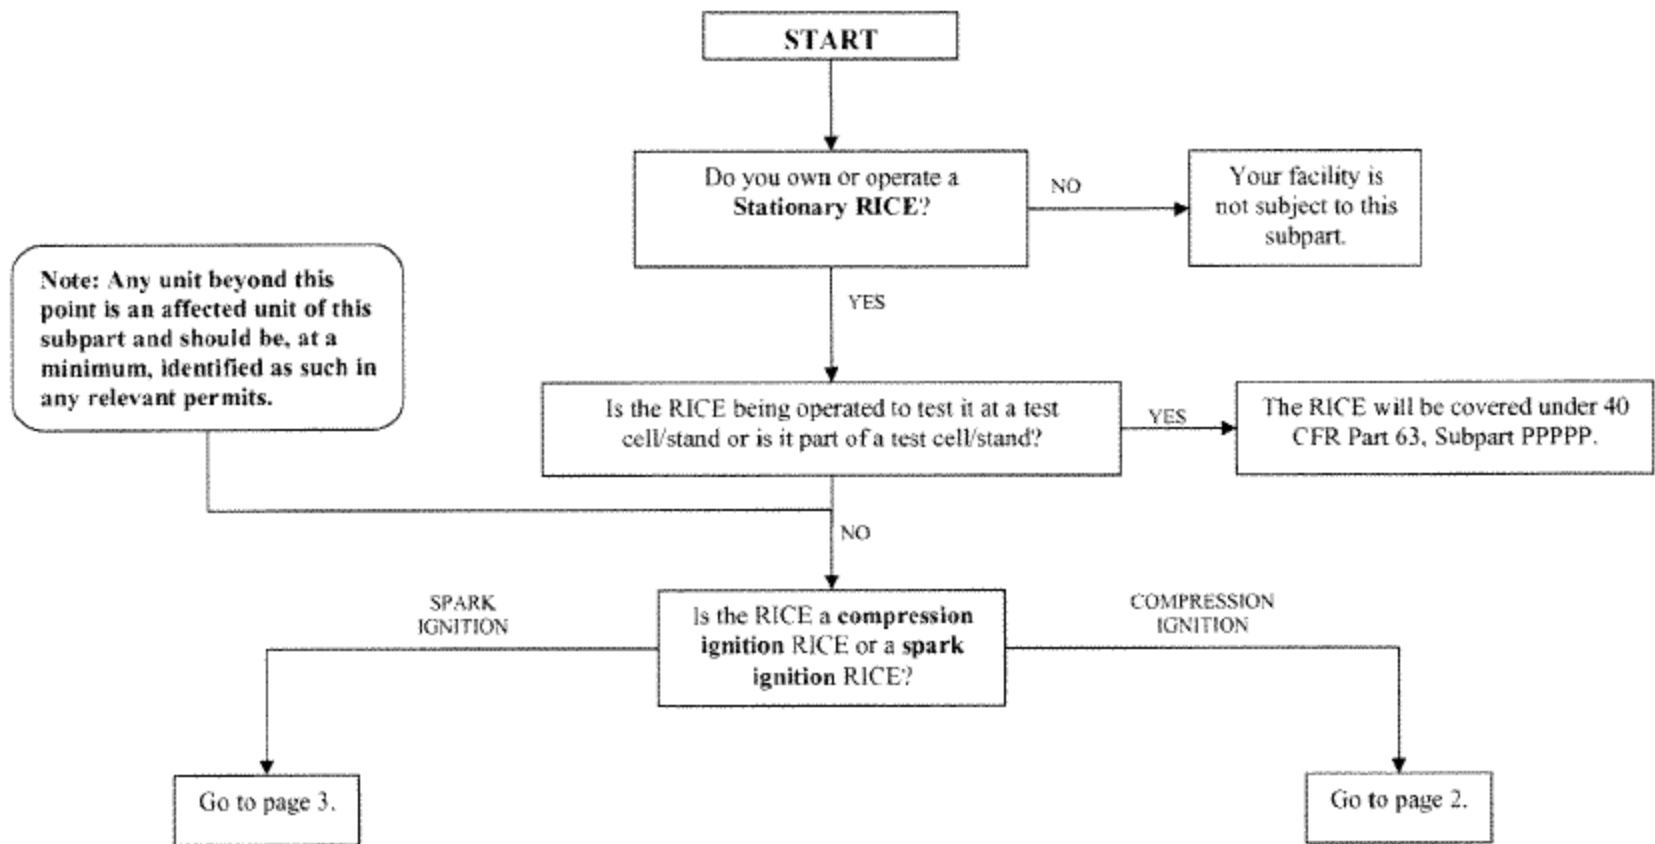 START
Do you own or operate a
Stationary RICE?
NO
Your facility is
not subject to this
subpart.
YES
Note: Any unit beyond this
point is an affected unit of this
subpart and should be, at a
minimum, identified as such in
any relevant permits.
Is the RICE being operated to test it at a test
cell/stand or is it part of a test cell/stand?
YES
The RICE will be covered under 40
CFR Part 63, Subpart PPPPP.
NO
SPARK
IGNITION
Is the RICE a compression
ignition RICE or a spark
ignition RICE?
COMPRESSION
IGNITION
Go to page 3.
Go to page 2.